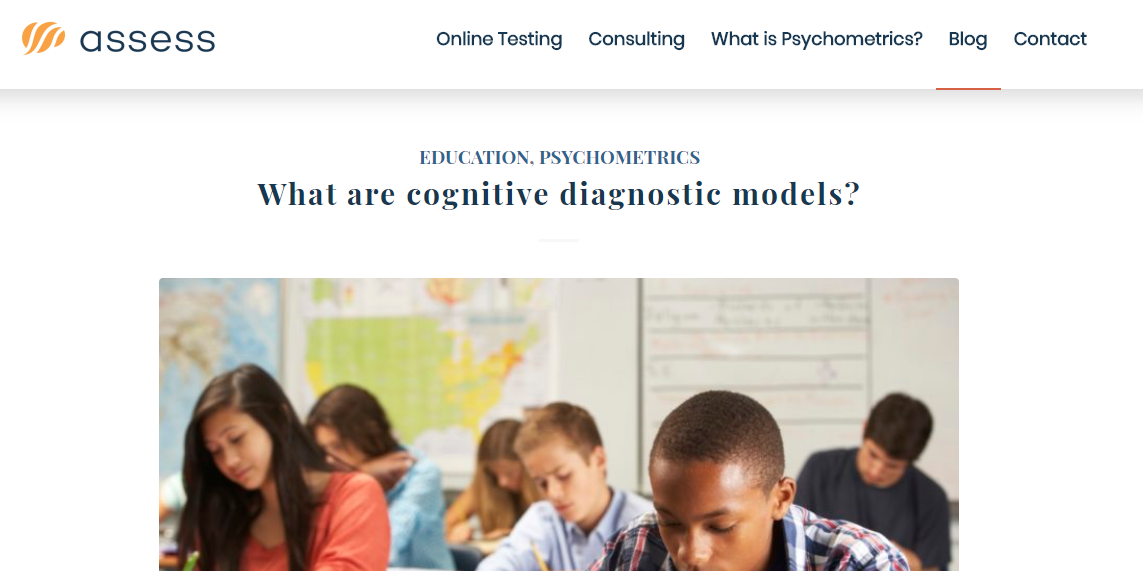 assess
Online Testing Consulting What is Psychometrics? Blog Contact
EDUCATION, PSYCHOMETRICS
What are cognitive diagnostic models?